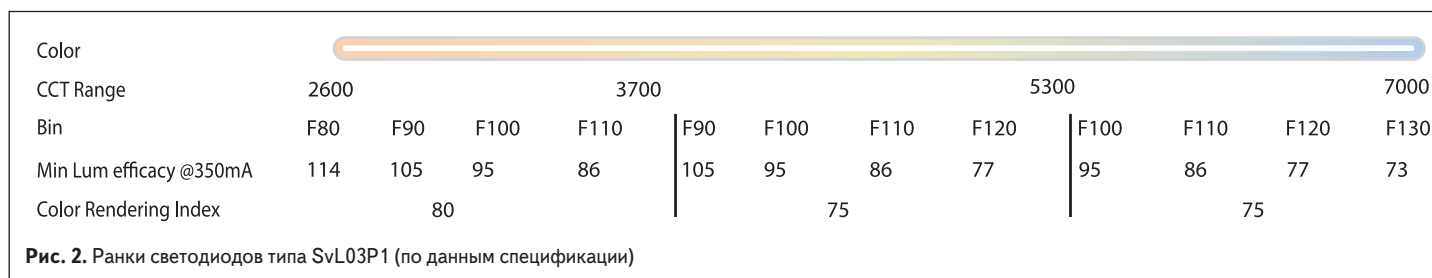 Color
CCT Range 2600 3700 5300 7000
Bin F80 F90 F100 F110 F90 F100 F110 F120 F100 F110 F120 F130
Min Lum efficacy @350mA 114 105 95 86 105 95 86 77 95 86 77 73
Color Rendering Index 80 75 75
Рис. 2. Ранки светодиодов типа SvL03P1 (по данным спецификации)